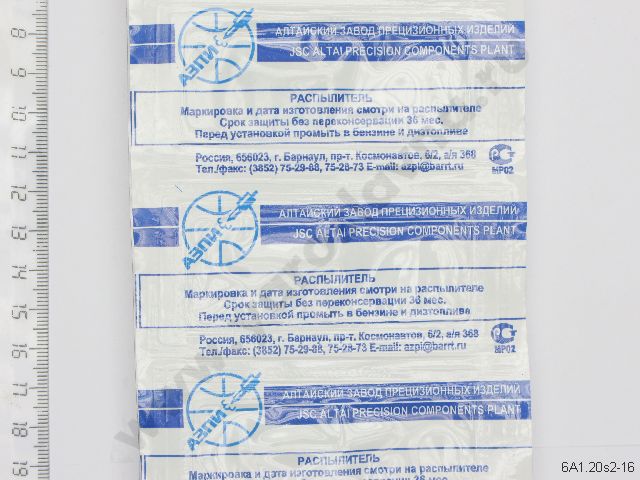 АЛТАЙСКИЙ ЗАВОД ПРЕЦИЗИОННЫХ ИЗДЕЛИЙ
JSC ALTAI PRECISION COMPONENTS PLANT
АЗПИ
РАСПЫЛИТЕЛЬ
Маркировка и дата изготовления смотри на распылителе
Срок защиты без переконсервации 36 мес.
Перед установкой промыть в бензине и дизтопливе
Россия, 656023, г. Барнаул, пр-т. Космонавтов, 6/2, а/я 368
Тел./факс: (3852) 75-29-88, 75-28-73 E-mail: azpi@barrt.ru
МР02
АЛТАЙСКИЙ ЗАВОД ПРЕЦИЗИОННЫХ ИЗДЕЛИЙ
JSC ALTAI PRECISION COMPONENTS PLANT
АЗПИ
РАСПЫЛИТЕЛЬ
Маркировка и дата изготовления смотри на распылителе
Срок защиты без переконсервации 36 мес.
Перед установкой промыть в бензине и дизтопливе
Россия, 656023, г. Барнаул, пр-т. Космонавтов, 6/2, а/я 368
Тел./факс: (3852) 75-29-88, 75-28-73 E-mail: azpi@barrt.ru
МР02
АЛТАЙСКИЙ ЗАВОД ПРЕЦИЗИОННЫХ ИЗДЕЛИЙ
JSC ALTAI PRECISION COMPONENTS PLANT
АЗПИ
РАСПЫЛИТЕЛЬ
Маркировка и дата изготовления смотри на распылителе
8
9
10
11
12
13
14
15
16
17
18
19
6A1.20s2-16